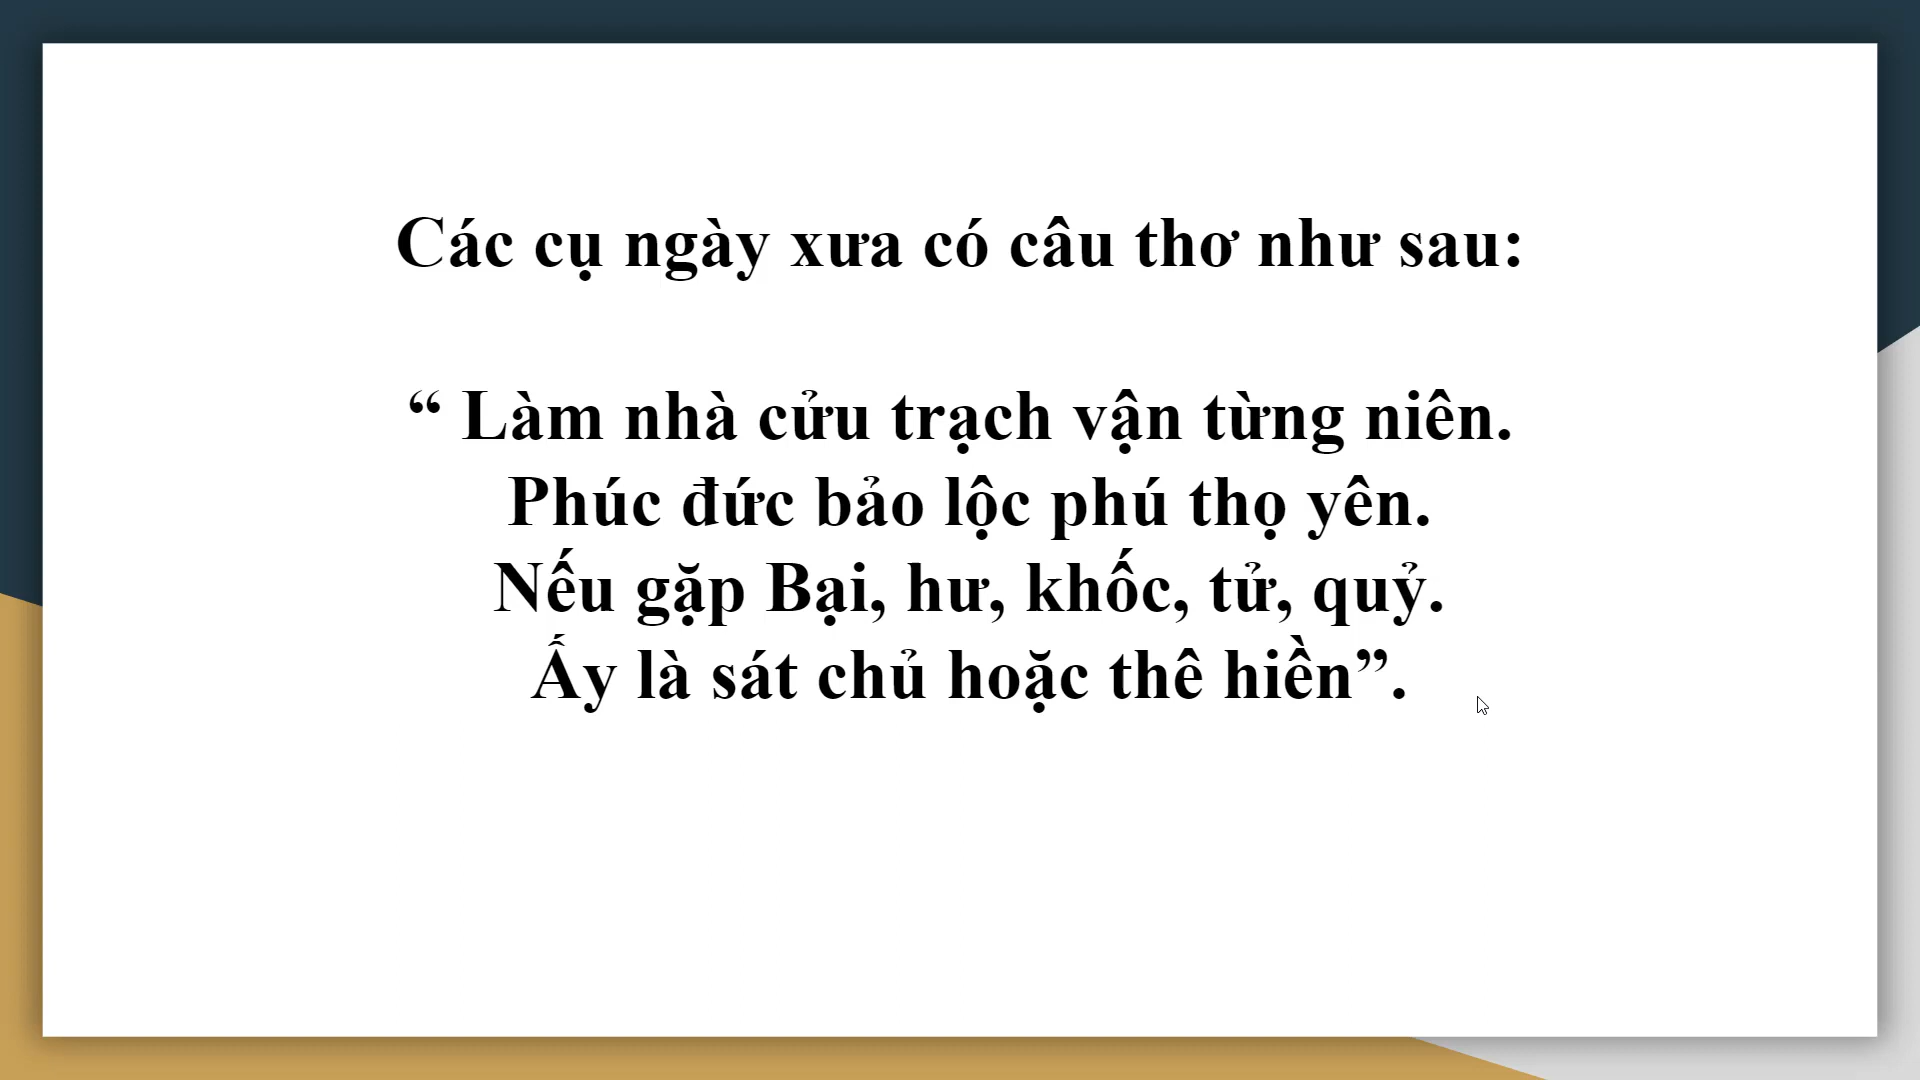 Các cụ ngày xưa có câu thơ như sau:
“ Làm nhà cửu trạch vận từng niên.
Phúc đức bảo lộc phú thọ yên.
Nếu gặp Bại, hư, khốc, tử, quỷ.
Ấy là sát chủ hoặc thê hiền”.